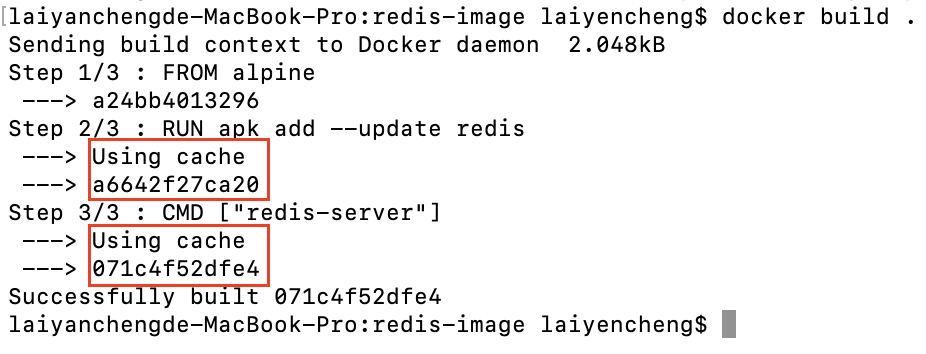 [laiyanchengde-MacBook-Pro:redis-image laiyencheng$ docker build .
Sending build context to Docker daemon  2.048kB
Step 1/3 : FROM alpine
 ---> a24bb4013296
Step 2/3 : RUN apk add --update redis
 ---> Using cache
 ---> a6642f27ca20
Step 3/3 : CMD ["redis-server"]
 ---> Using cache
 ---> 071c4f52dfe4
Successfully built 071c4f52dfe4
laiyanchengde-MacBook-Pro:redis-image laiyencheng$